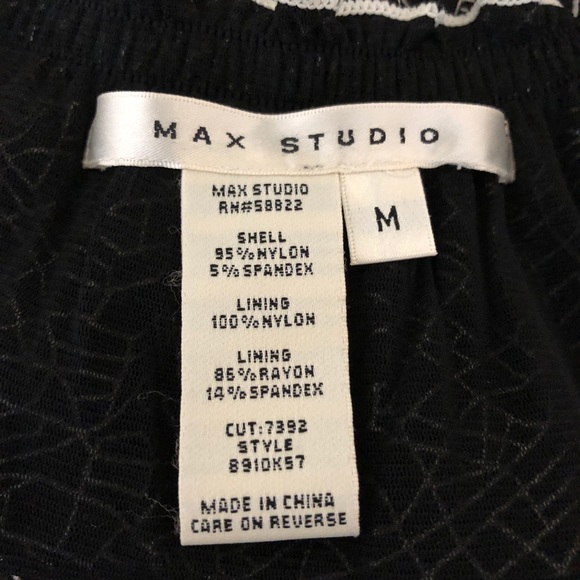 MAX STUDIO
MAX STUDIO
RN#58822
M
SHELL
95%NYLON
5%SPANDEX
LINING
100%NYLON
LINING
86%RAYON
14%SPANDEX
CUT:7392
STYLE
8910K57
MADE IN CHINA
CARE ON REVERSE